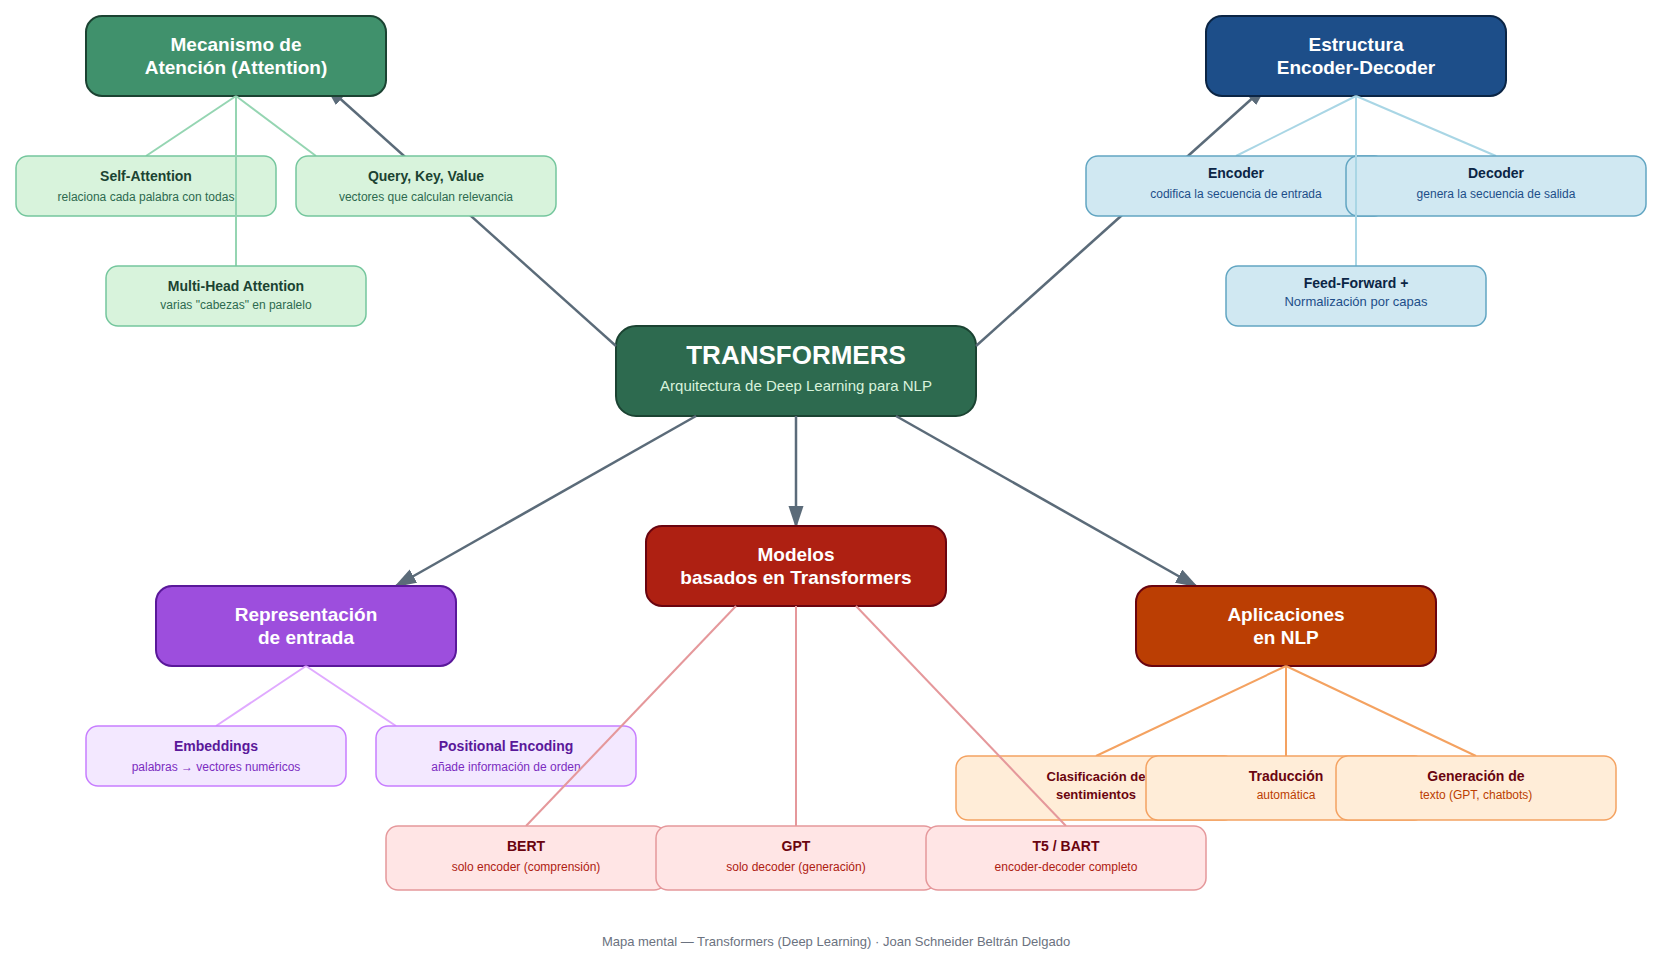 Mecanismo de
Atención (Attention)
Estructura
Encoder-Decoder
Self-Attention
relaciona cada palabra con todas
Query, Key, Value
vectores que calculan relevancia
Encoder
codifica la secuencia de entrada
Decoder
genera la secuencia de salida
Multi-Head Attention
varias "cabezas" en paralelo
Feed-Forward +
Normalización por capas
TRANSFORMERS
Arquitectura de Deep Learning para NLP
Modelos
basados en Transformers
Representación
de entrada
Aplicaciones
en NLP
Embeddings
palabras → vectores numéricos
Positional Encoding
añade información de orden
Clasificación de
sentimientos
Traducción
automática
Generación de
texto (GPT, chatbots)
BERT
solo encoder (comprensión)
GPT
solo decoder (generación)
T5 / BART
encoder-decoder completo
Mapa mental — Transformers (Deep Learning) · Joan Schneider Beltrán Delgado